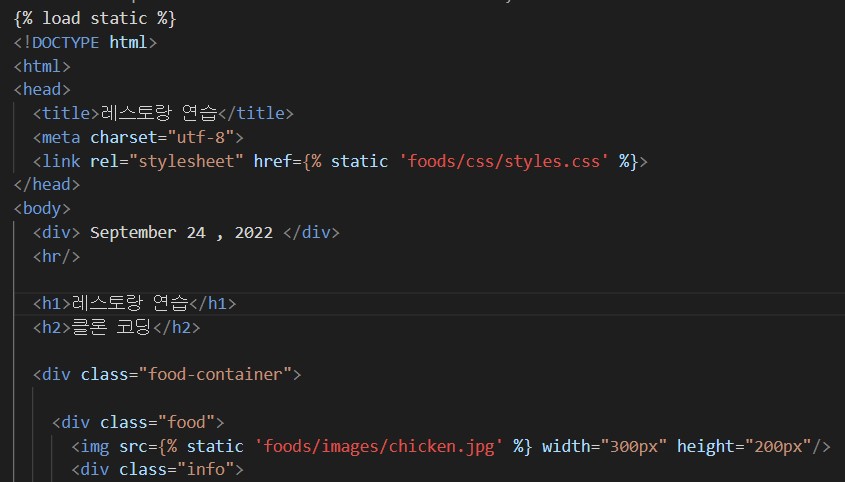 {% load static %}
<!DOCTYPE html>
<html>
<head>
<title>레스토랑 연습</title>
<meta charset="utf-8">
<link rel="stylesheet" href={% static 'foods/css/styles.css' %}>
</head>
<body>
<div> September 24 , 2022 </div>
<hr/>
<h1>레스토랑 연습</h1>
<h2>클론 코딩</h2>
<div class="food-container">
<div class="food">
<img src={% static 'foods/images/chicken.jpg' %} width="300px" height="200px"/>
<div class="info">